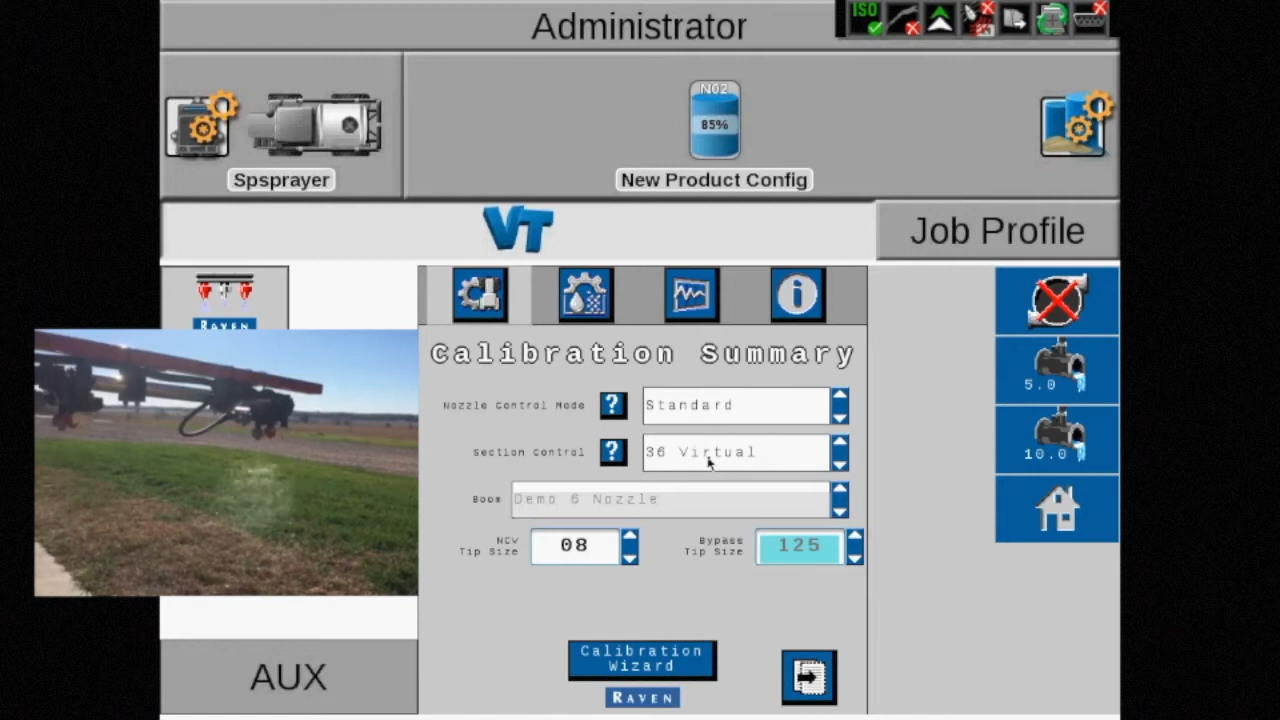 Administrator
ISO
N02
85%
Spsprayer
New Product Config
VT
Job Profile
RAVEN
Calibration Summary
Nozzle Control Mode
?
Standard
5.0
Section Control
?
36 Virtual
10.0
Boom
Demo 6 Nozzle
NCV
Tip Size
08
Bypass
Tip Size
125
Calibration
Wizard
AUX
RAVEN